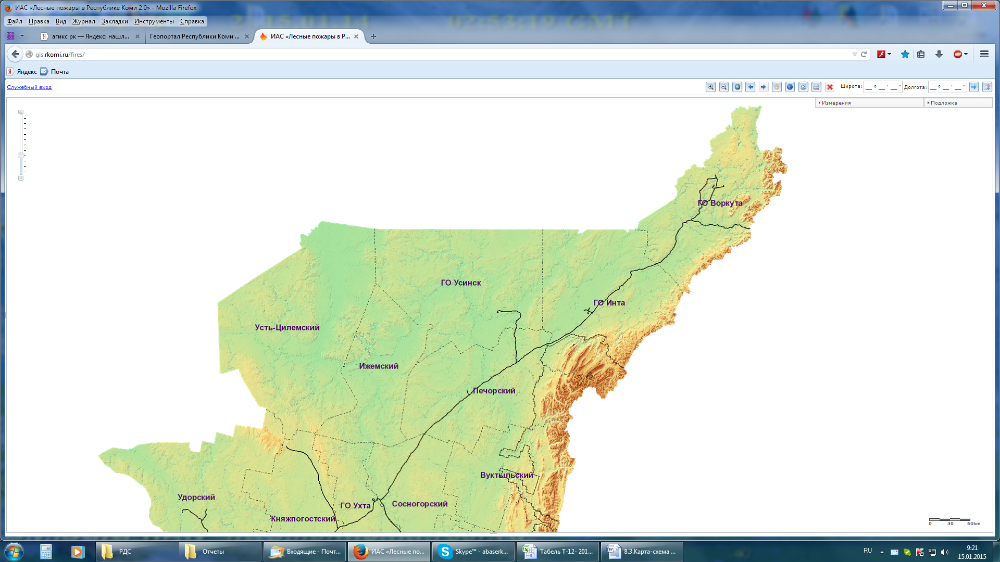 ИАС «Лесные пожары в Республике Коми 2.0» - Mozilla Firefox
Файл Правка Вид Журнал Закладки Инструменты Справка
агикс рк — Яндекс: нашл... Геопортал Республики Коми ... ИАС «Лесные пожары в Р...
gis.rkomi.ru/fires/
ABP
Яндекс Почта
Служебный вход
Широта: __ ° __ ' __ " Долгота: __ ° __ ' __ "
Измерения Подложка
ГО Воркута
ГО Усинск
ГО Инта
Усть-Цилемский
Ижемский
Печорский
Вуктыльский
Удорский
ГО Ухта
Сосногорский
Княжпогостский
0 30 60km
РДС Отчеты Входящие - Почт... ИАС «Лесные по... Skype™ - abaserk... Табель Т-12- 201... 8.3.Карта-схема ...
RU
9:21
15.01.2015